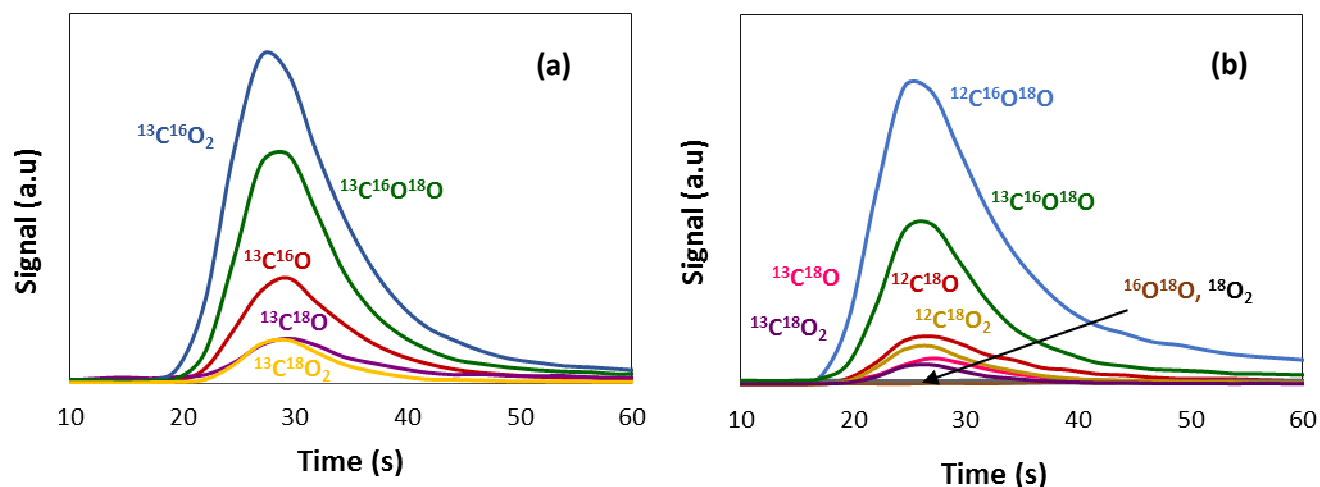 (a)
Signal (a.u)
¹³C¹⁶O₂
¹³C¹⁶O¹⁸O
¹³C¹⁶O
¹³C¹⁸O
¹³C¹⁸O₂
10 20 30 40 50 60
Time (s)
(b)
Signal (a.u)
¹²C¹⁶O¹⁸O
¹³C¹⁶O¹⁸O
¹³C¹⁸O
¹²C¹⁸O
¹⁶O¹⁸O, ¹⁸O₂
¹³C¹⁸O₂
¹²C¹⁸O₂
10 20 30 40 50 60
Time (s)